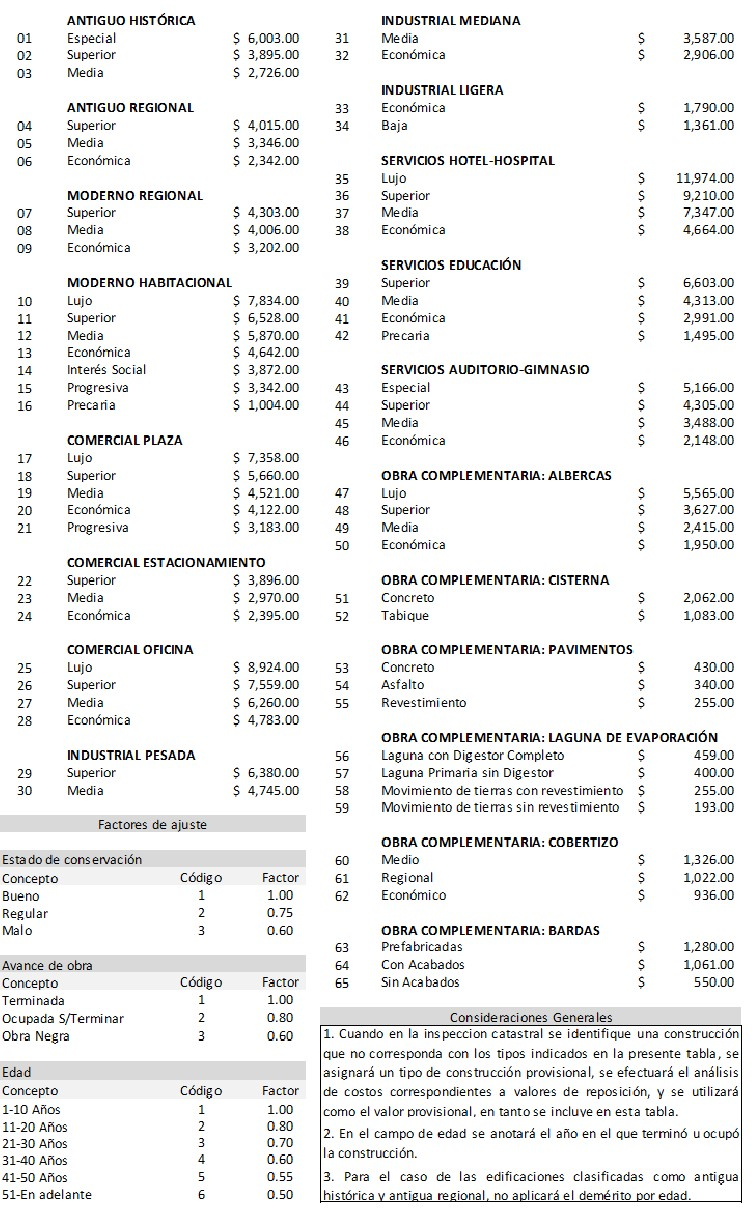 ANTIGUO HISTÓRICA
01 Especial $ 6,003.00
02 Superior $ 3,895.00
03 Media $ 2,726.00
ANTIGUO REGIONAL
04 Superior $ 4,015.00
05 Media $ 3,346.00
06 Económica $ 2,342.00
MODERNO REGIONAL
07 Superior $ 4,303.00
08 Media $ 4,006.00
09 Económica $ 3,202.00
MODERNO HABITACIONAL
10 Lujo $ 7,834.00
11 Superior $ 6,528.00
12 Media $ 5,870.00
13 Económica $ 4,642.00
14 Interés Social $ 3,872.00
15 Progresiva $ 3,342.00
16 Precaria $ 1,004.00
COMERCIAL PLAZA
17 Lujo $ 7,358.00
18 Superior $ 5,660.00
19 Media $ 4,521.00
20 Económica $ 4,122.00
21 Progresiva $ 3,183.00
COMERCIAL ESTACIONAMIENTO
22 Superior $ 3,896.00
23 Media $ 2,970.00
24 Económica $ 2,395.00
COMERCIAL OFICINA
25 Lujo $ 8,924.00
26 Superior $ 7,559.00
27 Media $ 6,260.00
28 Económica $ 4,783.00
INDUSTRIAL PESADA
29 Superior $ 6,380.00
30 Media $ 4,745.00
Factores de ajuste
Estado de conservación
Concepto Código Factor
Bueno 1 1.00
Regular 2 0.75
Malo 3 0.60
Avance de obra
Concepto Código Factor
Terminada 1 1.00
Ocupada S/Terminar 2 0.80
Obra Negra 3 0.60
Edad
Concepto Código Factor
1-10 Años 1 1.00
11-20 Años 2 0.80
21-30 Años 3 0.70
31-40 Años 4 0.60
41-50 Años 5 0.55
51-En adelante 6 0.50
INDUSTRIAL MEDIANA
31 Media $ 3,587.00
32 Económica $ 2,906.00
INDUSTRIAL LIGERA
33 Económica $ 1,790.00
34 Baja $ 1,361.00
SERVICIOS HOTEL-HOSPITAL
35 Lujo $ 11,974.00
36 Superior $ 9,210.00
37 Media $ 7,347.00
38 Económica $ 4,664.00
SERVICIOS EDUCACIÓN
39 Superior $ 6,603.00
40 Media $ 4,313.00
41 Económica $ 2,991.00
42 Precaria $ 1,495.00
SERVICIOS AUDITORIO-GIMNASIO
43 Especial $ 5,166.00
44 Superior $ 4,305.00
45 Media $ 3,488.00
46 Económica $ 2,148.00
OBRA COMPLEMENTARIA: ALBERCAS
47 Lujo $ 5,565.00
48 Superior $ 3,627.00
49 Media $ 2,415.00
50 Económica $ 1,950.00
OBRA COMPLEMENTARIA: CISTERNA
51 Concreto $ 2,062.00
52 Tabique $ 1,083.00
OBRA COMPLEMENTARIA: PAVIMENTOS
53 Concreto $ 430.00
54 Asfalto $ 340.00
55 Revestimiento $ 255.00
OBRA COMPLEMENTARIA: LAGUNA DE EVAPORACIÓN
56 Laguna con Digestor Completo $ 459.00
57 Laguna Primaria sin Digestor $ 400.00
58 Movimiento de tierras con revestimiento $ 255.00
59 Movimiento de tierras sin revestimiento $ 193.00
OBRA COMPLEMENTARIA: COBERTIZO
60 Medio $ 1,326.00
61 Regional $ 1,022.00
62 Económico $ 936.00
OBRA COMPLEMENTARIA: BARDAS
63 Prefabricadas $ 1,280.00
64 Con Acabados $ 1,061.00
65 Sin Acabados $ 550.00
Consideraciones Generales
1. Cuando en la inspeccion catastral se identifique una construcción
que no corresponda con los tipos indicados en la presente tabla, se
asignará un tipo de construcción provisional, se efectuará el análisis
de costos correspondientes a valores de reposición, y se utilizará
como el valor provisional, en tanto se incluye en esta tabla.
2. En el campo de edad se anotará el año en el que terminó u ocupó
la construcción.
3. Para el caso de las edificaciones clasificadas como antigua
histórica y antigua regional, no aplicará el demérito por edad.